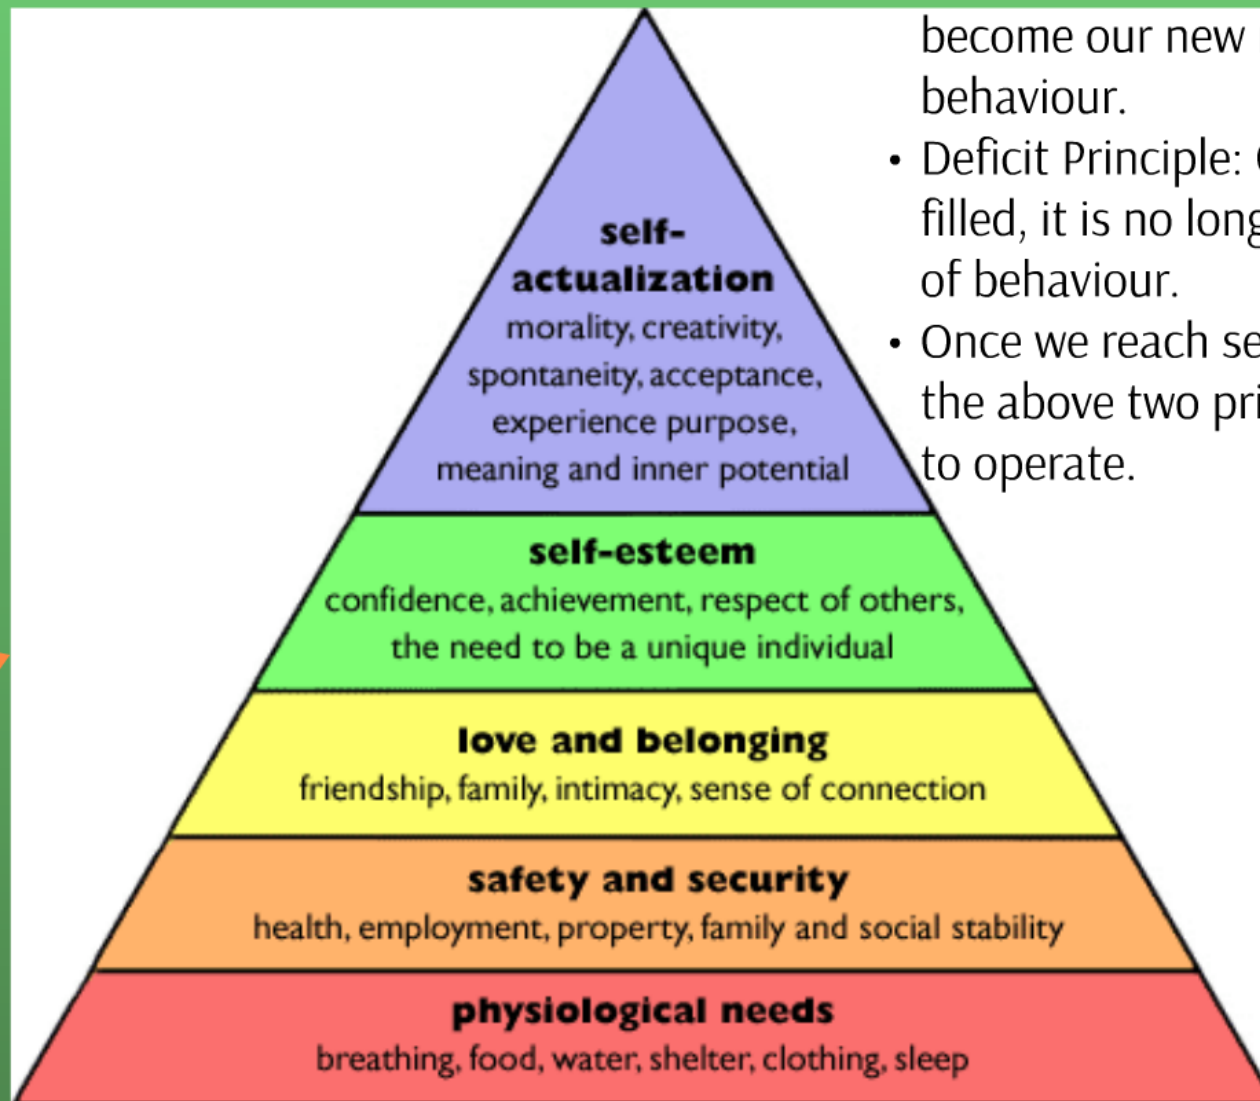 self-
actualization
morality, creativity,
spontaneity, acceptance,
experience purpose,
meaning and inner potential
self-esteem
confidence, achievement, respect of others,
the need to be a unique individual
love and belonging
friendship, family, intimacy, sense of connection
safety and security
health, employment, property, family and social stability
physiological needs
breathing, food, water, shelter, clothing, sleep
become our new
behaviour.
• Deficit Principle:
filled, it is no
of behaviour.
• Once we reach
the above two
to operate.